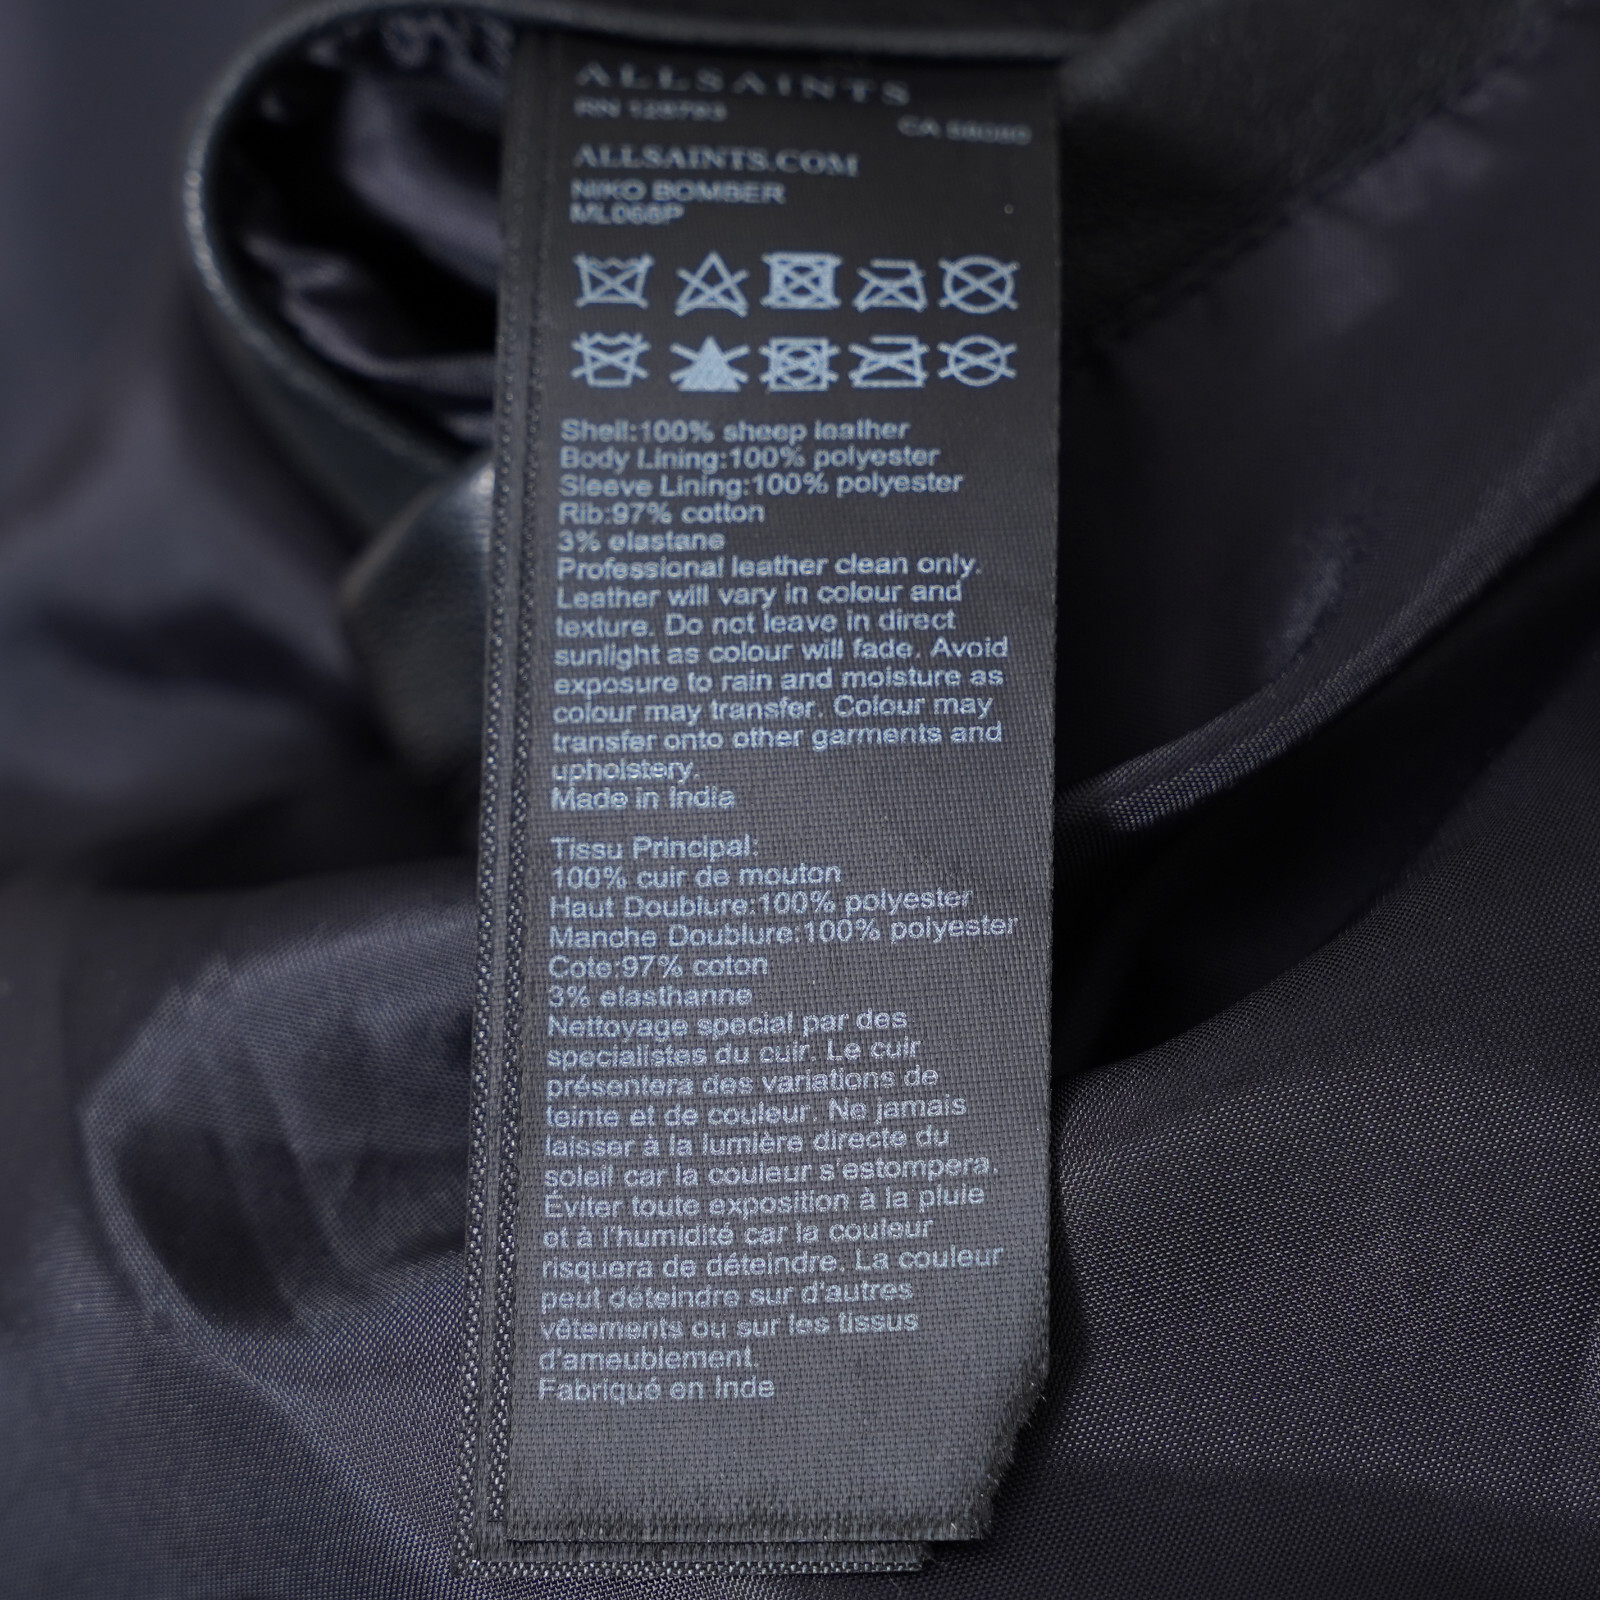 ALLSAINTS
RN 128793
CA 58080
ALLSAINTS.COM
NIKO BOMBER
ML066P
Shell:100% sheep leather
Body Lining:100% polyester
Sleeve Lining:100% polyester
Rib:97% cotton
3% elastane
Professional leather clean only.
Leather will vary in colour and
texture. Do not leave in direct
sunlight as colour will fade. Avoid
exposure to rain and moisture as
colour may transfer. Colour may
transfer onto other garments and
upholstery.
Made in India
Tissu Principal:
100% cuir de mouton
Haut Doublure:100% polyester
Manche Doublure:100% polyester
Cote:97% coton
3% elasthanne
Nettoyage special par des
specialistes du cuir. Le cuir
présentera des variations de
teinte et de couleur. Ne jamais
laisser à la lumière directe du
soleil car la couleur s'estompera.
Éviter toute exposition à la pluie
et à l'humidité car la couleur
risquera de déteindre. La couleur
peut déteindre sur d'autres
vêtements ou sur les tissus
d'ameublement.
Fabriqué en Inde